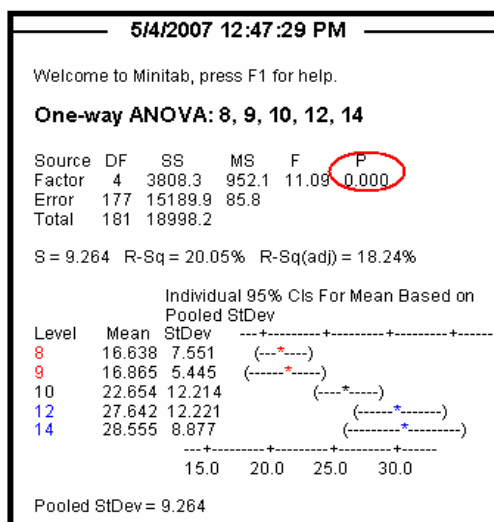 5/4/2007 12:47:29 PM
Welcome to Minitab, press F1 for help.
One-way ANOVA: 8, 9, 10, 12, 14
Source DF SS MS F P
Factor 4 3808.3 952.1 11.09 0.000
Error 177 15189.9 85.8
Total 181 18998.2
S = 9.264 R-Sq = 20.05% R-Sq(adj) = 18.24%
Individual 95% CIs For Mean Based on
Pooled StDev
Level Mean StDev ---+---------+---------+---------+------
8 16.638 7.551 (---*----)
9 16.865 5.445 (------*-----)
10 22.654 12.214 (----*-----)
12 27.642 12.221 (------*-------)
14 28.555 8.877 (---------*---------)
---+---------+---------+---------+------
15.0 20.0 25.0 30.0
Pooled StDev = 9.264